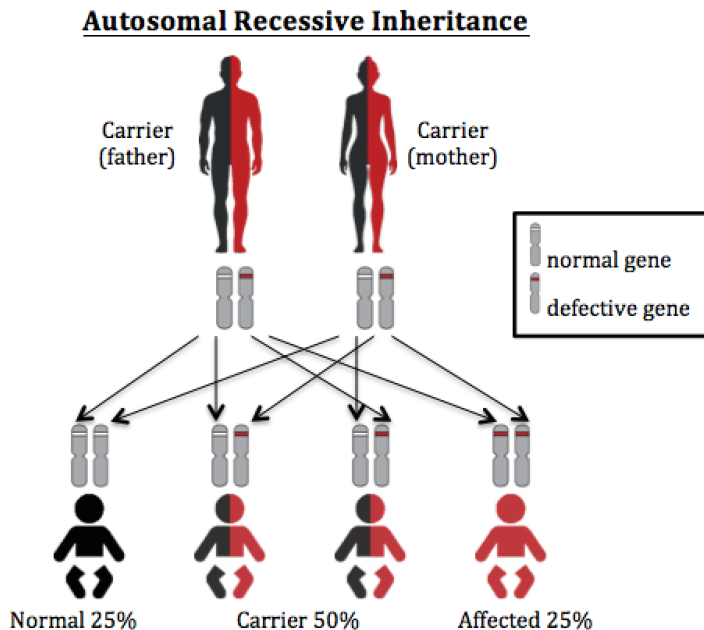 Autosomal Recessive Inheritance
Carrier
(father)
Carrier
(mother)
normal gene
defective gene
Normal 25%
Carrier 50%
Affected 25%